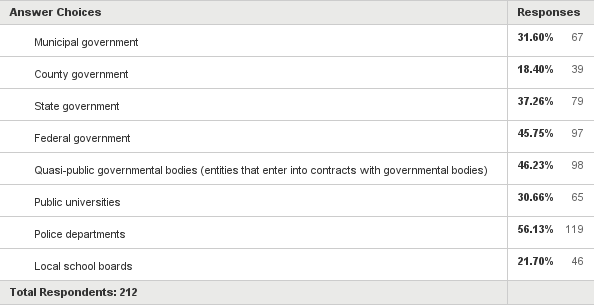 Answer Choices Responses
Municipal government 31.60% 67
County government 18.40% 39
State government 37.26% 79
Federal government 45.75% 97
Quasi-public governmental bodies (entities that enter into contracts with governmental bodies) 46.23% 98
Public universities 30.66% 65
Police departments 56.13% 119
Local school boards 21.70% 46
Total Respondents: 212